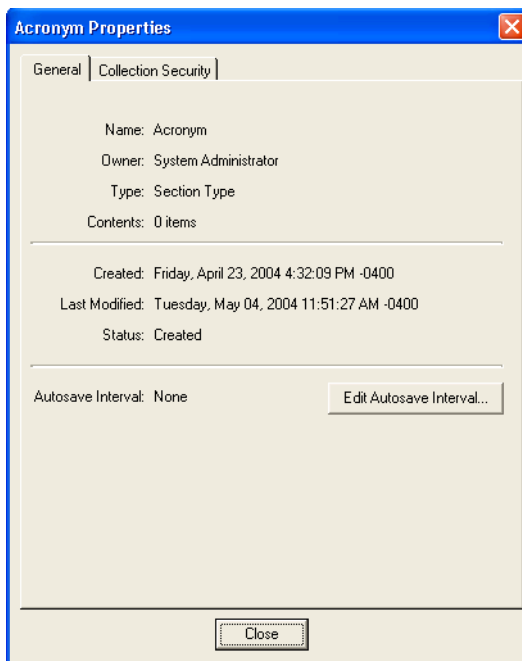 Acronym Properties
General Collection Security
Name: Acronym
Owner: System Administrator
Type: Section Type
Contents: 0 items
Created: Friday, April 23, 2004 4:32:09 PM -0400
Last Modified: Tuesday, May 04, 2004 11:51:27 AM -0400
Status: Created
Autosave Interval: None Edit Autosave Interval...
Close